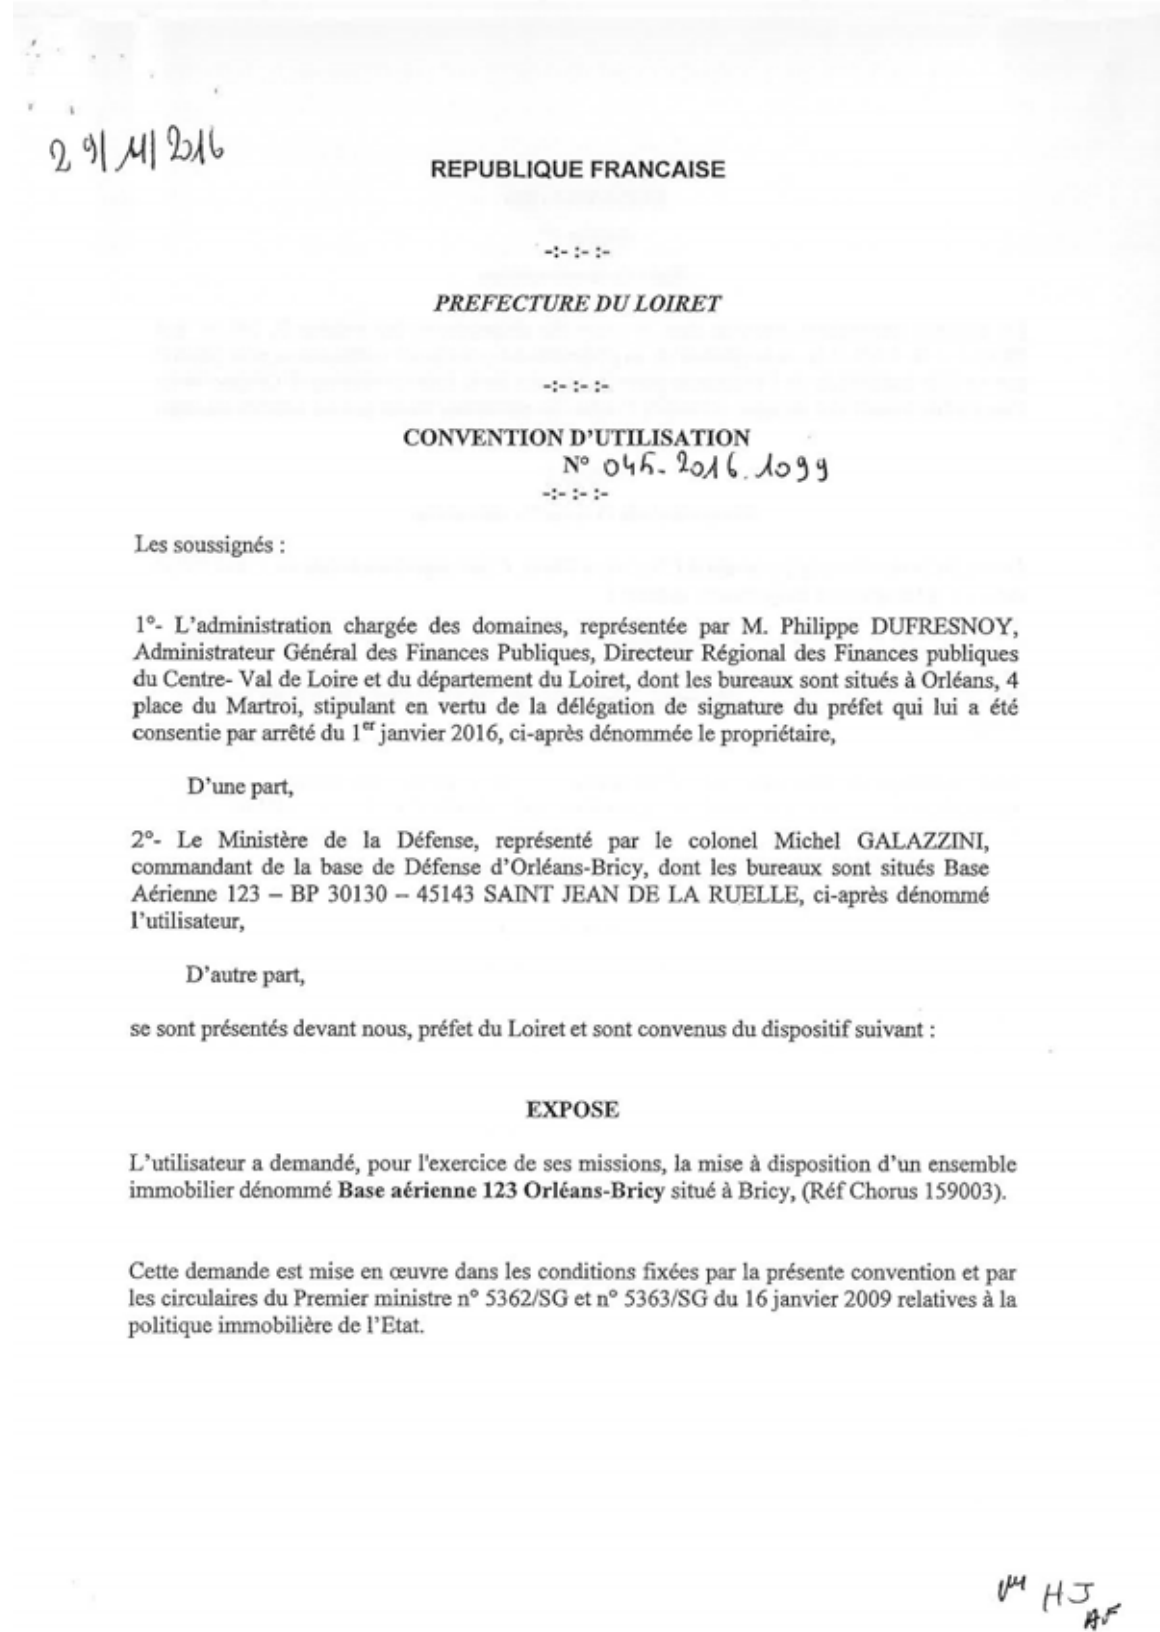 29/11/2016
REPUBLIQUE FRANCAISE
-:- :- :-
PREFECTURE DU LOIRET
-:- :- :-
CONVENTION D'UTILISATION
N° 045. 2016. 1099
-:- :- :-
Les soussignés :
1°- L'administration chargée des domaines, représentée par M. Philippe DUFRESNOY,
Administrateur Général des Finances Publiques, Directeur Régional des Finances publiques
du Centre- Val de Loire et du département du Loiret, dont les bureaux sont situés à Orléans, 4
place du Martroi, stipulant en vertu de la délégation de signature du préfet qui lui a été
consentie par arrêté du 1er janvier 2016, ci-après dénommée le propriétaire,
D'une part,
2°- Le Ministère de la Défense, représenté par le colonel Michel GALAZZINI,
commandant de la base de Défense d'Orléans-Bricy, dont les bureaux sont situés Base
Aérienne 123 – BP 30130 – 45143 SAINT JEAN DE LA RUELLE, ci-après dénommé
l'utilisateur,
D'autre part,
se sont présentés devant nous, préfet du Loiret et sont convenus du dispositif suivant :
EXPOSE
L'utilisateur a demandé, pour l'exercice de ses missions, la mise à disposition d'un ensemble
immobilier dénommé Base aérienne 123 Orléans-Bricy situé à Bricy, (Réf Chorus 159003).
Cette demande est mise en œuvre dans les conditions fixées par la présente convention et par
les circulaires du Premier ministre n° 5362/SG et n° 5363/SG du 16 janvier 2009 relatives à la
politique immobilière de l'Etat.
HJ
AF